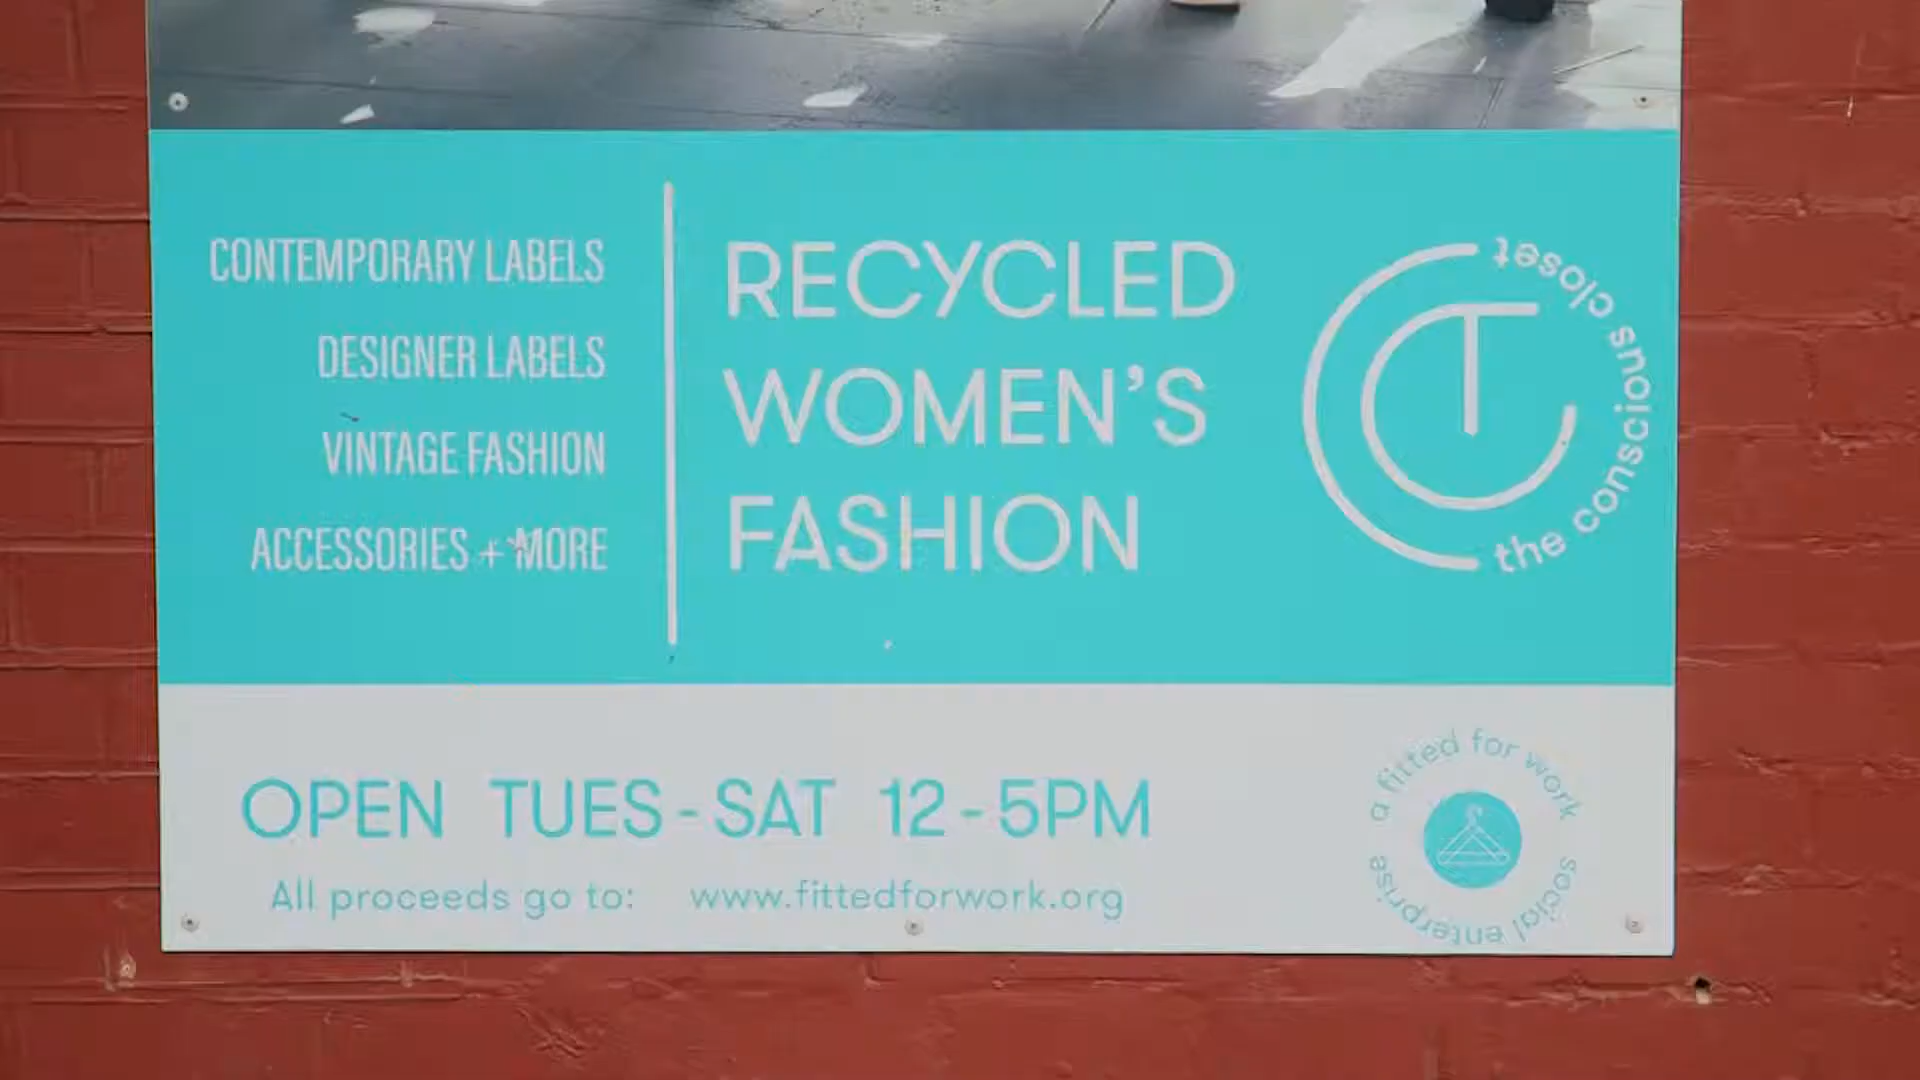 CONTEMPORARY LABELS
DESIGNER LABELS
VINTAGE FASHION
ACCESSORIES + MORE
RECYCLED
WOMEN'S
FASHION
the conscious closet
OPEN TUES - SAT 12 - 5PM
All proceeds go to: www.fittedforwork.org
a fitted for work
social enterprise